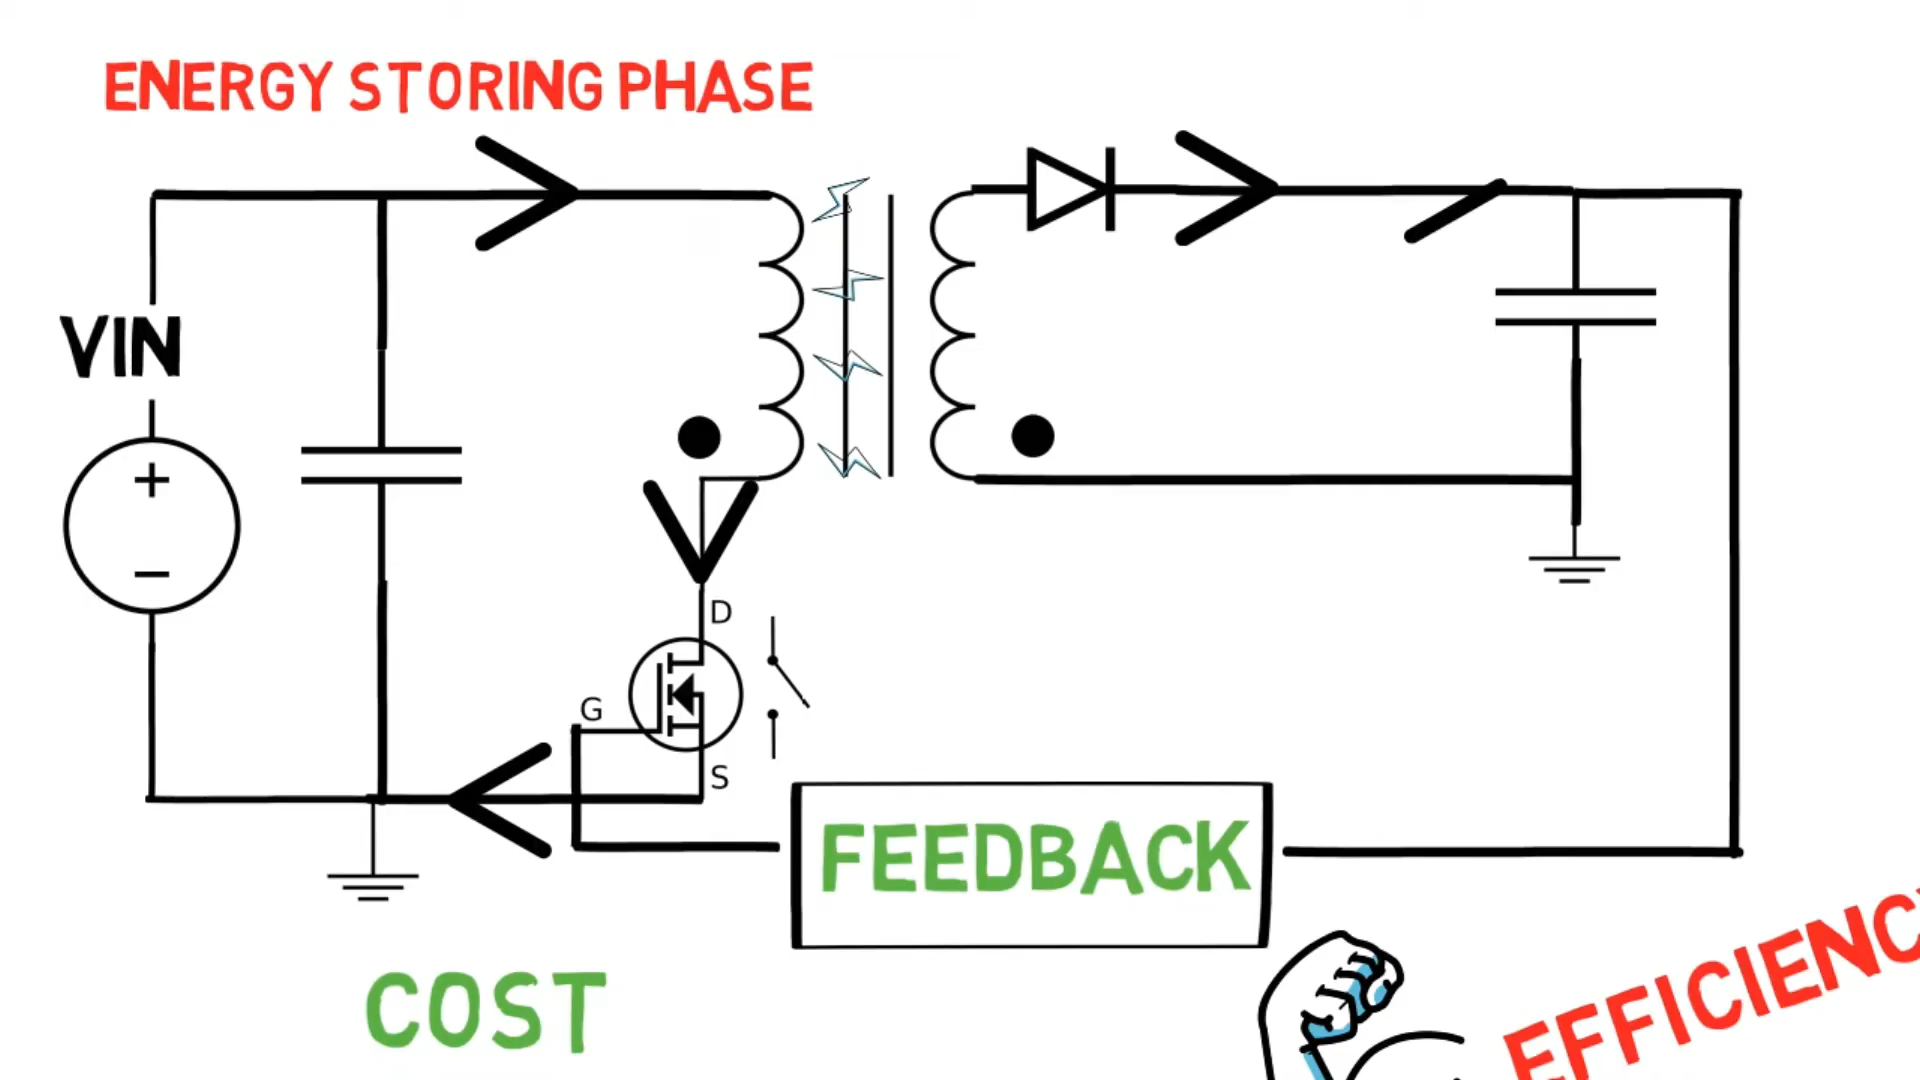 ENERGY STORING PHASE
VIN
+
−
D
G
S
FEEDBACK
COST
EFFICIENC